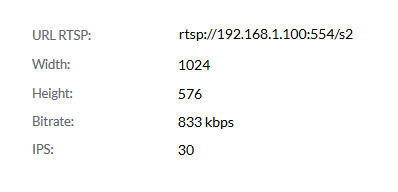 URL RTSP: rtsp://192.168.1.100:554/s2
Width: 1024
Height: 576
Bitrate: 833 kbps
IPS: 30